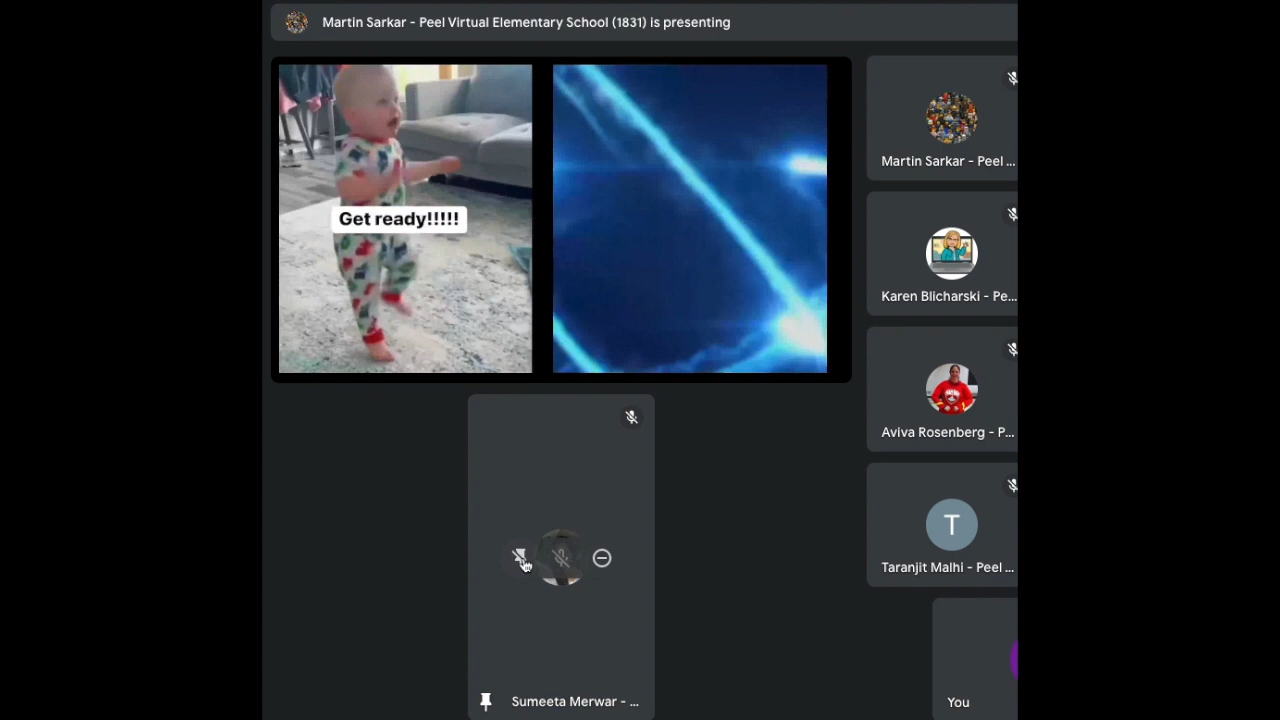 Martin Sarkar - Peel Virtual Elementary School (1831) is presenting
Get ready!!!!!
Martin Sarkar - Peel ...
Karen Blicharski - Pe...
Aviva Rosenberg - P...
T
Taranjit Malhi - Peel ...
Sumeeta Merwar - ...
You